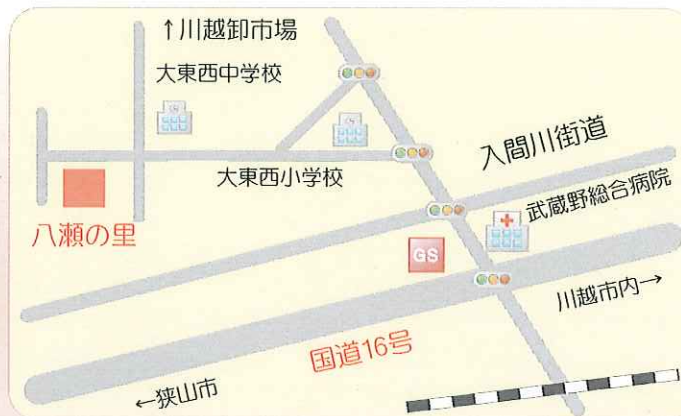 ↑川越卸市場
大東西中学校
大東西小学校
入間川街道
武蔵野総合病院
八瀬の里
GS
川越市内→
国道16号
←狭山市